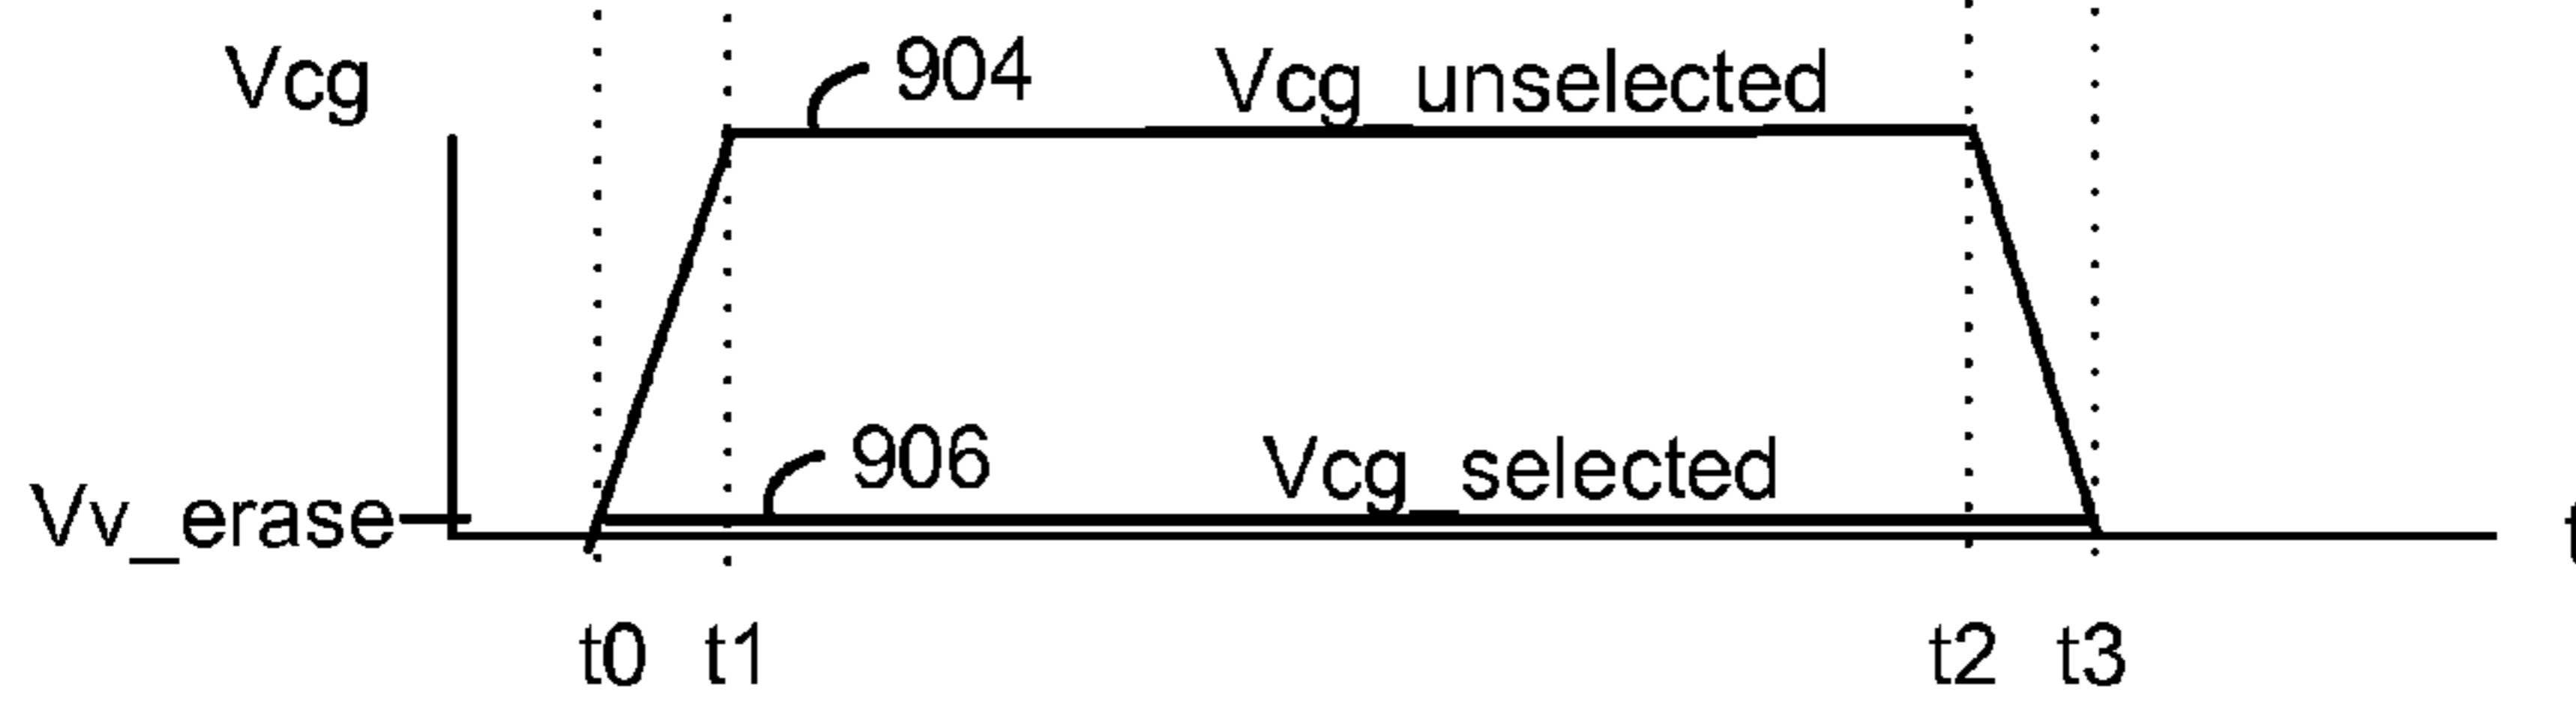 Vcg
904
Vcg_unselected
906
Vcg_selected
Vv_erase
t
t0 t1 t2 t3